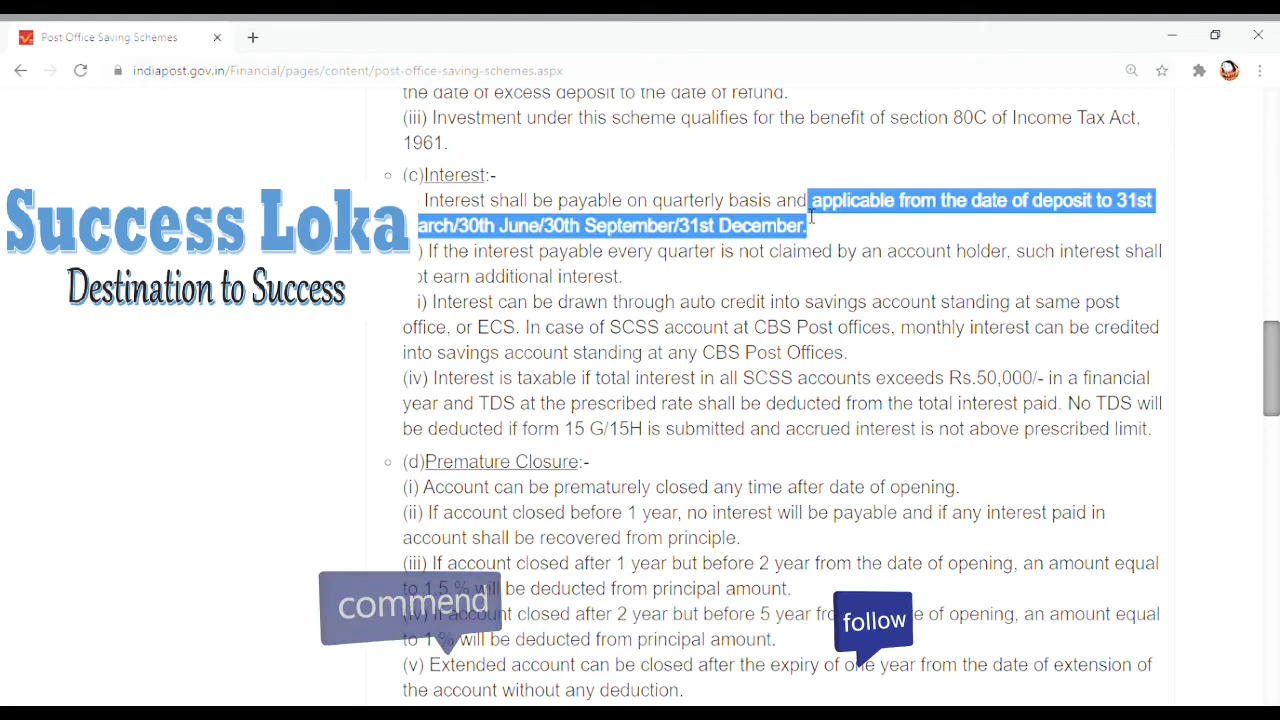 Post Office Saving Schemes
indiapost.gov.in/Financial/pages/content/post-office-saving-schemes.aspx
the date of excess deposit to the date of refund.
(iii) Investment under this scheme qualifies for the benefit of section 80C of Income Tax Act,
1961.
(c)Interest:-
Interest shall be payable on quarterly basis and applicable from the date of deposit to 31st
arch/30th June/30th September/31st December.
) If the interest payable every quarter is not claimed by an account holder, such interest shall
ot earn additional interest.
i) Interest can be drawn through auto credit into savings account standing at same post
office, or ECS. In case of SCSS account at CBS Post offices, monthly interest can be credited
into savings account standing at any CBS Post Offices.
(iv) Interest is taxable if total interest in all SCSS accounts exceeds Rs.50,000/- in a financial
year and TDS at the prescribed rate shall be deducted from the total interest paid. No TDS will
be deducted if form 15 G/15H is submitted and accrued interest is not above prescribed limit.
Success Loka
Destination to Success
(d)Premature Closure:-
(i) Account can be prematurely closed any time after date of opening.
(ii) If account closed before 1 year, no interest will be payable and if any interest paid in
account shall be recovered from principle.
(iii) If account closed after 1 year but before 2 year from the date of opening, an amount equal
to 1.5 % will be deducted from principal amount.
(iv) If account closed after 2 year but before 5 year of opening, an amount equal
to 1 % will be deducted from principal amount.
(v) Extended account can be closed after the expiry of one year from the date of extension of
the account without any deduction.
commend
follow